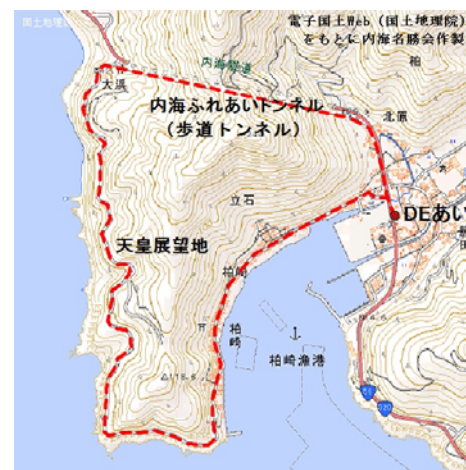 国土地理院
電子国土Web（国土地理院）
をもとに内海名勝会作製
柏
内海隧道
大浜
内海ふれあいトンネル
（歩道トンネル）
北原
立石
DEあい
天皇展望地
柏崎
柏崎
柏崎漁港
56
320